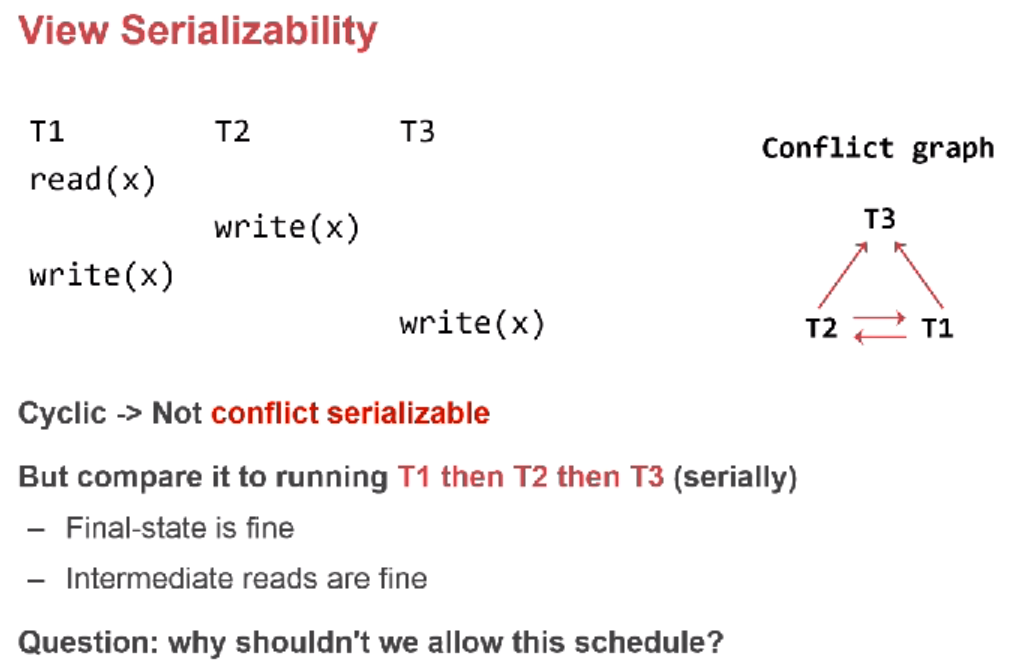 View Serializability
T1 T2 T3
Conflict graph
read(x)
T3
write(x)
write(x)
write(x)
T2 T1
Cyclic -> Not conflict serializable
But compare it to running T1 then T2 then T3 (serially)
– Final-state is fine
– Intermediate reads are fine
Question: why shouldn't we allow this schedule?